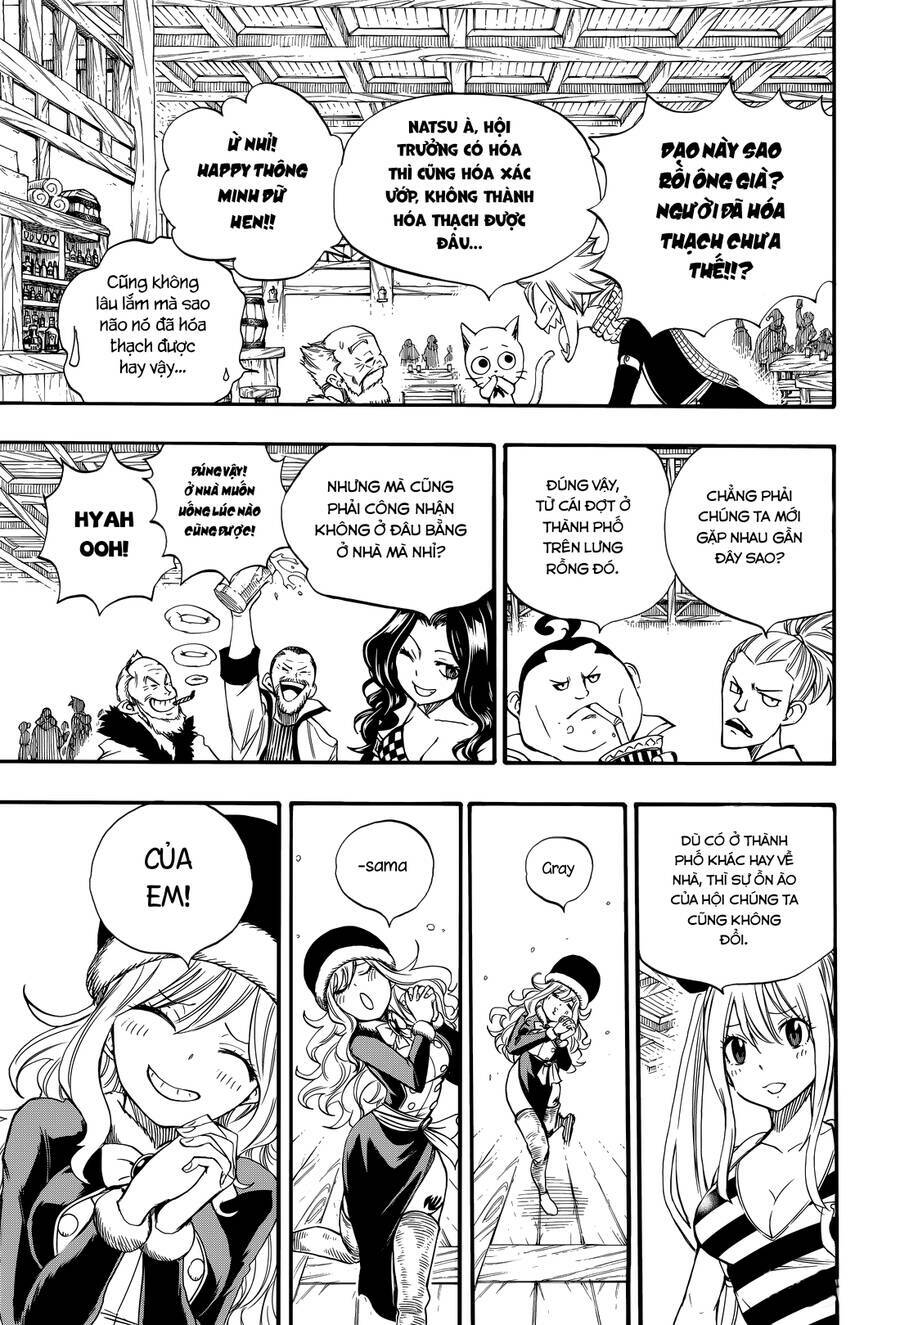 ĐẠO NÀY SAO
RỒI ÔNG GIÀ?
NGƯỜI ĐÃ HÓA
THẠCH CHƯA
THẾ!!?
NATSU À, HỘI
TRƯỞNG CÓ HÓA
THÌ CŨNG HÓA XÁC
ƯỚP, KHÔNG THÀNH
HÓA THẠCH ĐƯỢC
ĐÂU...
Ừ NHỈ!
HAPPY THÔNG
MINH DỮ
HEN!!
Cũng không
lâu lắm mà sao
não nó đã hóa
thạch được
hay vậy...
CHẲNG PHẢI
CHÚNG TA MỚI
GẶP NHAU GẦN
ĐÂY SAO?
ĐÚNG VẬY,
TỪ CÁI ĐỢT Ở
THÀNH PHỐ
TRÊN LƯNG
RỒNG ĐÓ.
NHƯNG MÀ CŨNG
PHẢI CÔNG NHẬN
KHÔNG Ở ĐÂU BẰNG
Ở NHÀ MÀ NHỈ?
ĐÚNG VẬY!
Ở NHÀ MUỐN
UỐNG LÚC NÀO
CŨNG ĐƯỢC!
HYAH
OOH!
DÙ CÓ Ở THÀNH
PHỐ KHÁC HAY VỀ
NHÀ, THÌ SỰ ỒN ÀO
CỦA HỘI CHÚNG TA
CŨNG KHÔNG
ĐỔI.
Gray
-sama
CỦA
EM!